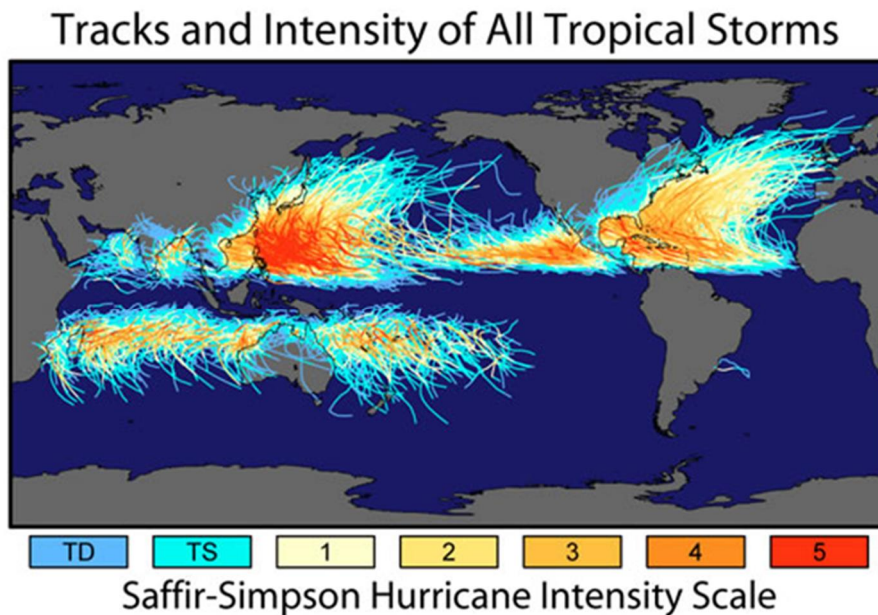 Tracks and Intensity of All Tropical Storms
TD TS 1 2 3 4 5
Saffir-Simpson Hurricane Intensity Scale